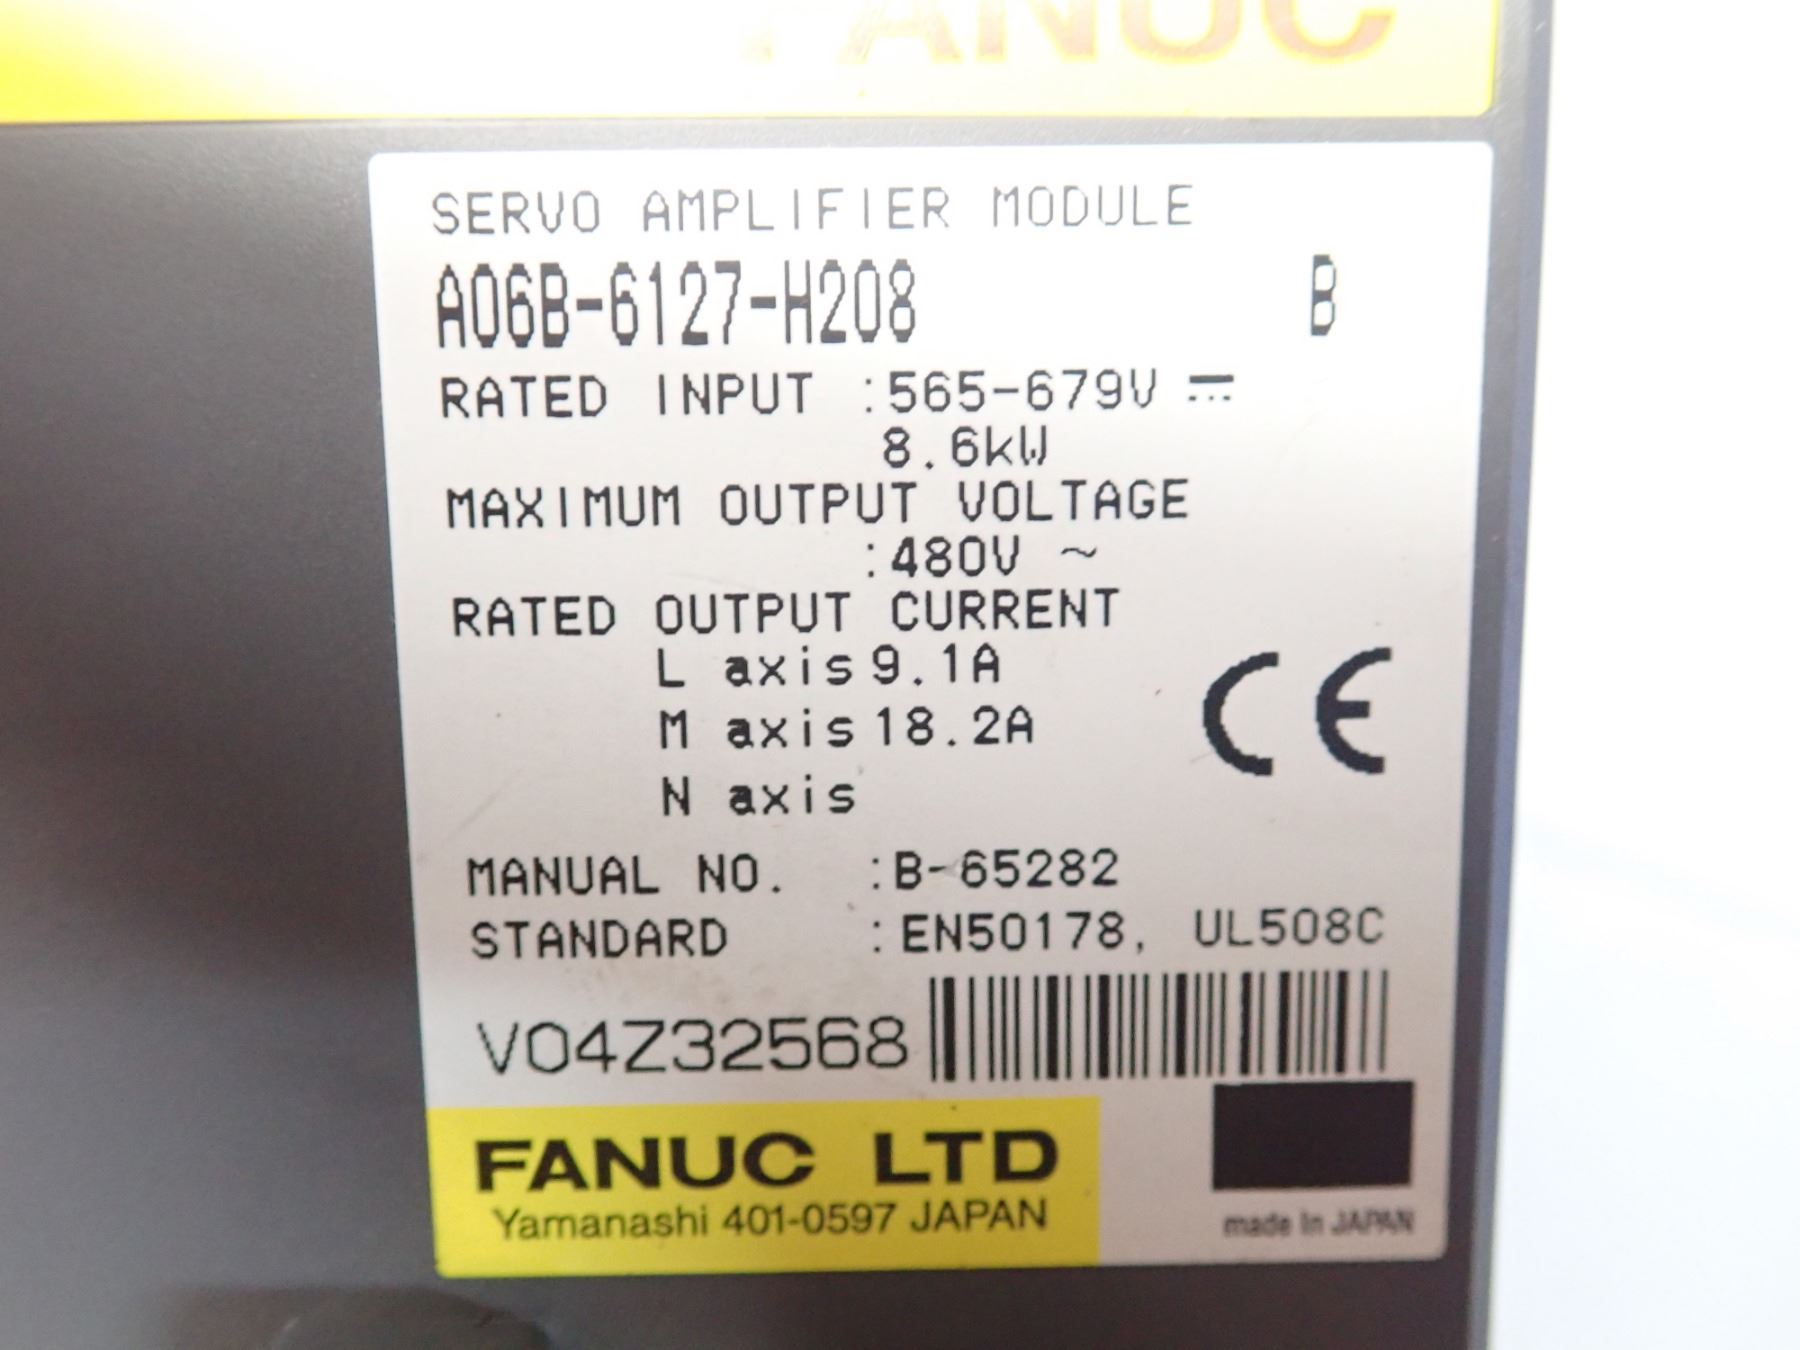 FANUC
SERVO AMPLIFIER MODULE
A06B-6127-H208 B
RATED INPUT :565-679V ⎓
8.6kW
MAXIMUM OUTPUT VOLTAGE
:480V ~
RATED OUTPUT CURRENT
L axis 9.1A
M axis 18.2A
N axis
CE
MANUAL NO. :B-65282
STANDARD :EN50178, UL508C
V04Z32568
FANUC LTD
Yamanashi 401-0597 JAPAN
made in JAPAN